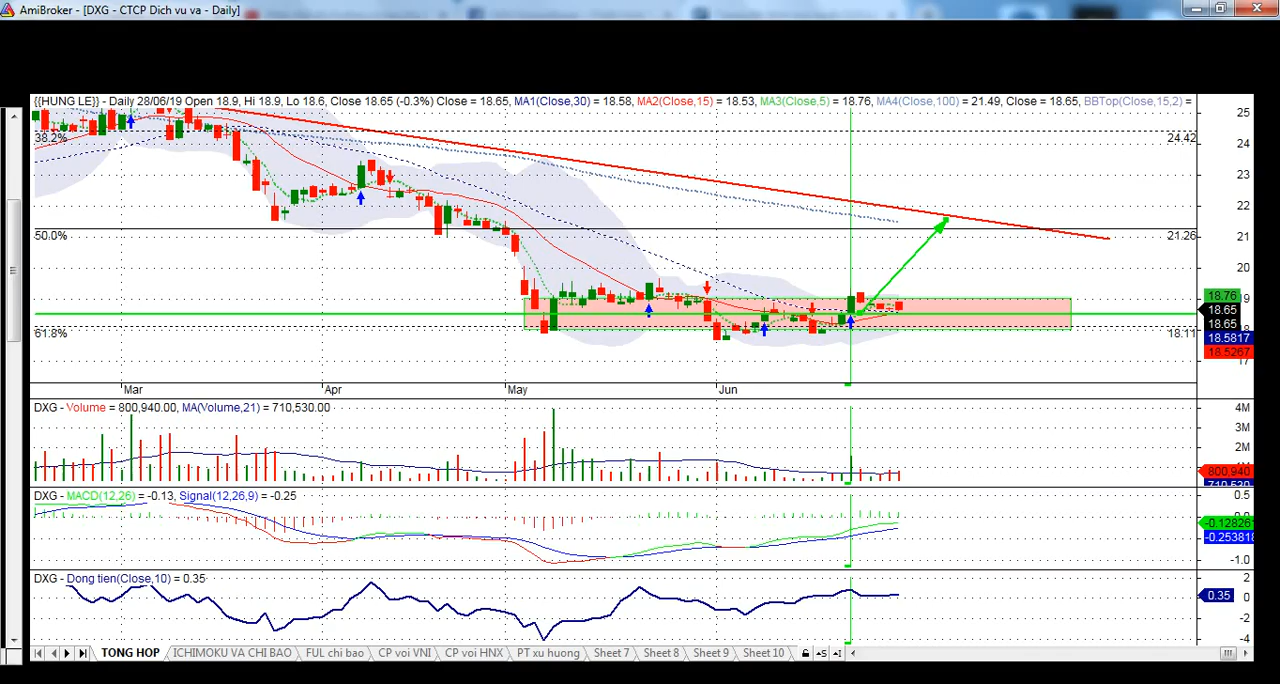 AmiBroker - [DXG - CTCP Dich vu va - Daily]
{{HUNG LE}} - Daily 28/06/19 Open 18.9, Hi 18.9, Lo 18.6, Close 18.65 (-0.3%) Close = 18.65, MA1(Close,30) = 18.58, MA2(Close,15) = 18.53, MA3(Close,5) = 18.76, MA4(Close,100) = 21.49, Close = 18.65, BBTop(Close,15,2) =
25
38.2%
24.42
24
23
22
50.0%
21.26
21
20
18.76
18.65
18.65
61.8%
18.11
18.5817
18.5267
17
Mar
Apr
May
Jun
DXG - Volume = 800,940.00, MA(Volume,21) = 710,530.00
4M
3M
2M
800,940
710,530
DXG - MACD(12,26) = -0.13, Signal(12,26,9) = -0.25
0.5
0.0
-0.128261
-0.253818
-1.0
DXG - Dong tien(Close,10) = 0.35
2
0.35
0
-2
-4
TONG HOP ICHIMOKU VA CHI BAO FUL chi bao CP voi VNI CP voi HNX PT xu huong Sheet 7 Sheet 8 Sheet 9 Sheet 10